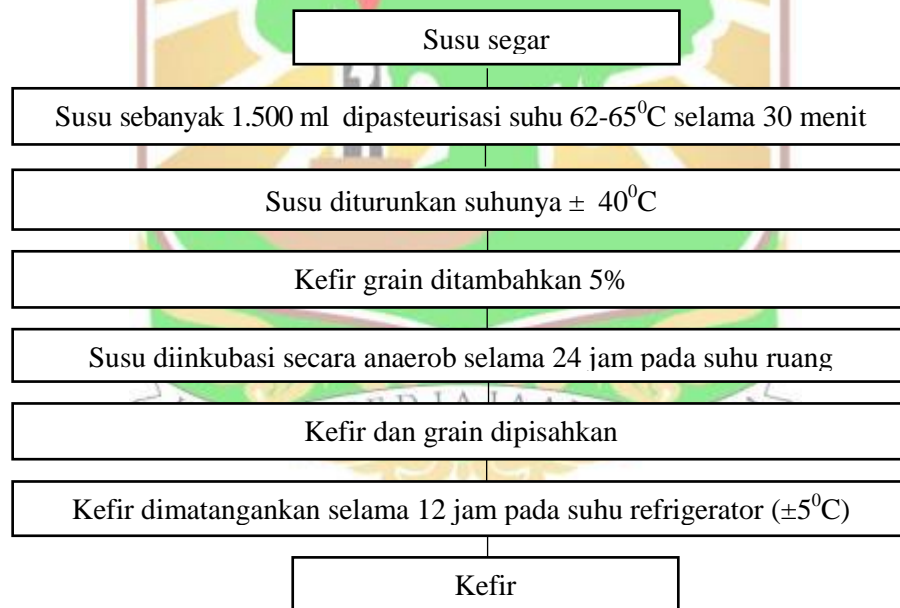 Susu segar
Susu sebanyak 1.500 ml dipasteurisasi suhu 62-65⁰C selama 30 menit
Susu diturunkan suhunya ± 40⁰C
Kefir grain ditambahkan 5%
Susu diinkubasi secara anaerob selama 24 jam pada suhu ruang
Kefir dan grain dipisahkan
Kefir dimatangankan selama 12 jam pada suhu refrigerator (±5⁰C)
Kefir